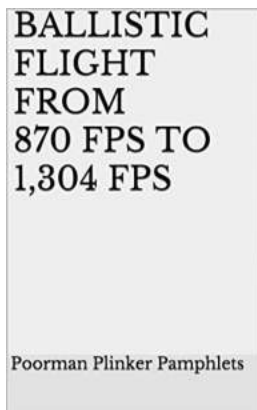 BALLISTIC
FLIGHT
FROM
870 FPS TO
1,304 FPS
Poorman Plinker Pamphlets